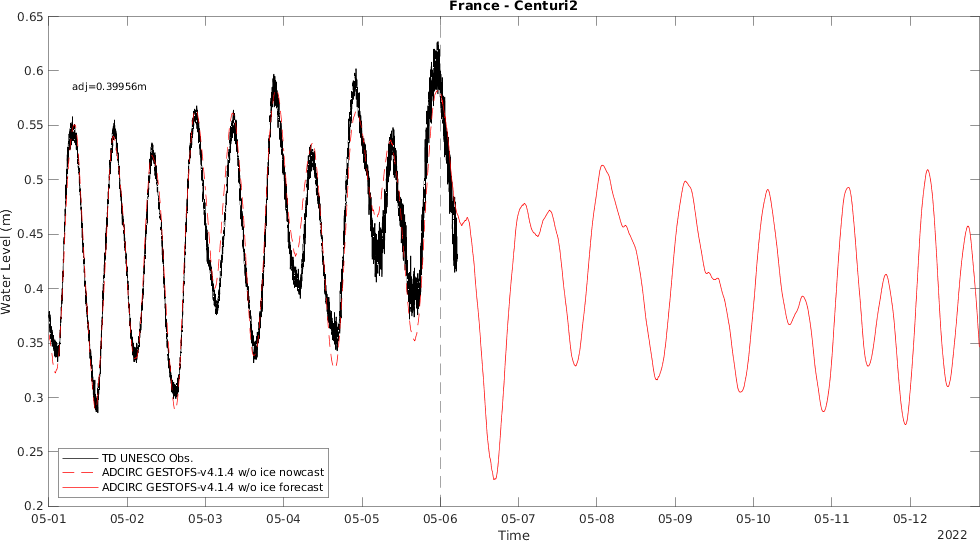 France - Centuri2
0.65
0.6
0.55
0.5
0.45
0.4
0.35
0.3
0.25
0.2
Water Level (m)
adj=0.39956m
TD UNESCO Obs.
ADCIRC GESTOFS-v4.1.4 w/o ice nowcast
ADCIRC GESTOFS-v4.1.4 w/o ice forecast
05-01 05-02 05-03 05-04 05-05 05-06 05-07 05-08 05-09 05-10 05-11 05-12
Time
2022